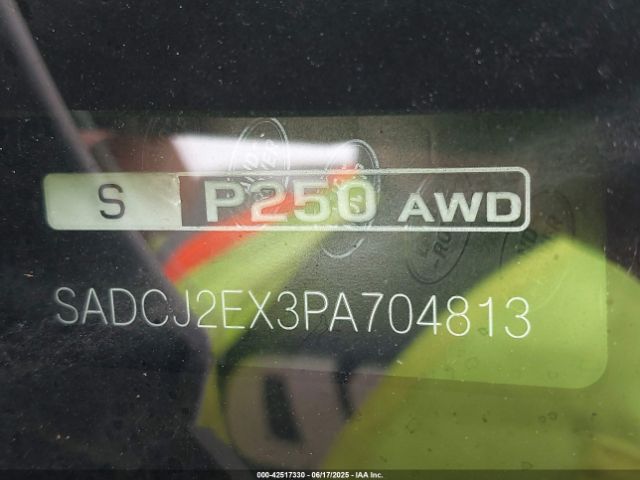 S P250 AWD
SADCJ2EX3PA704813
000-42517330 - 06/17/2025 - IAA Inc.